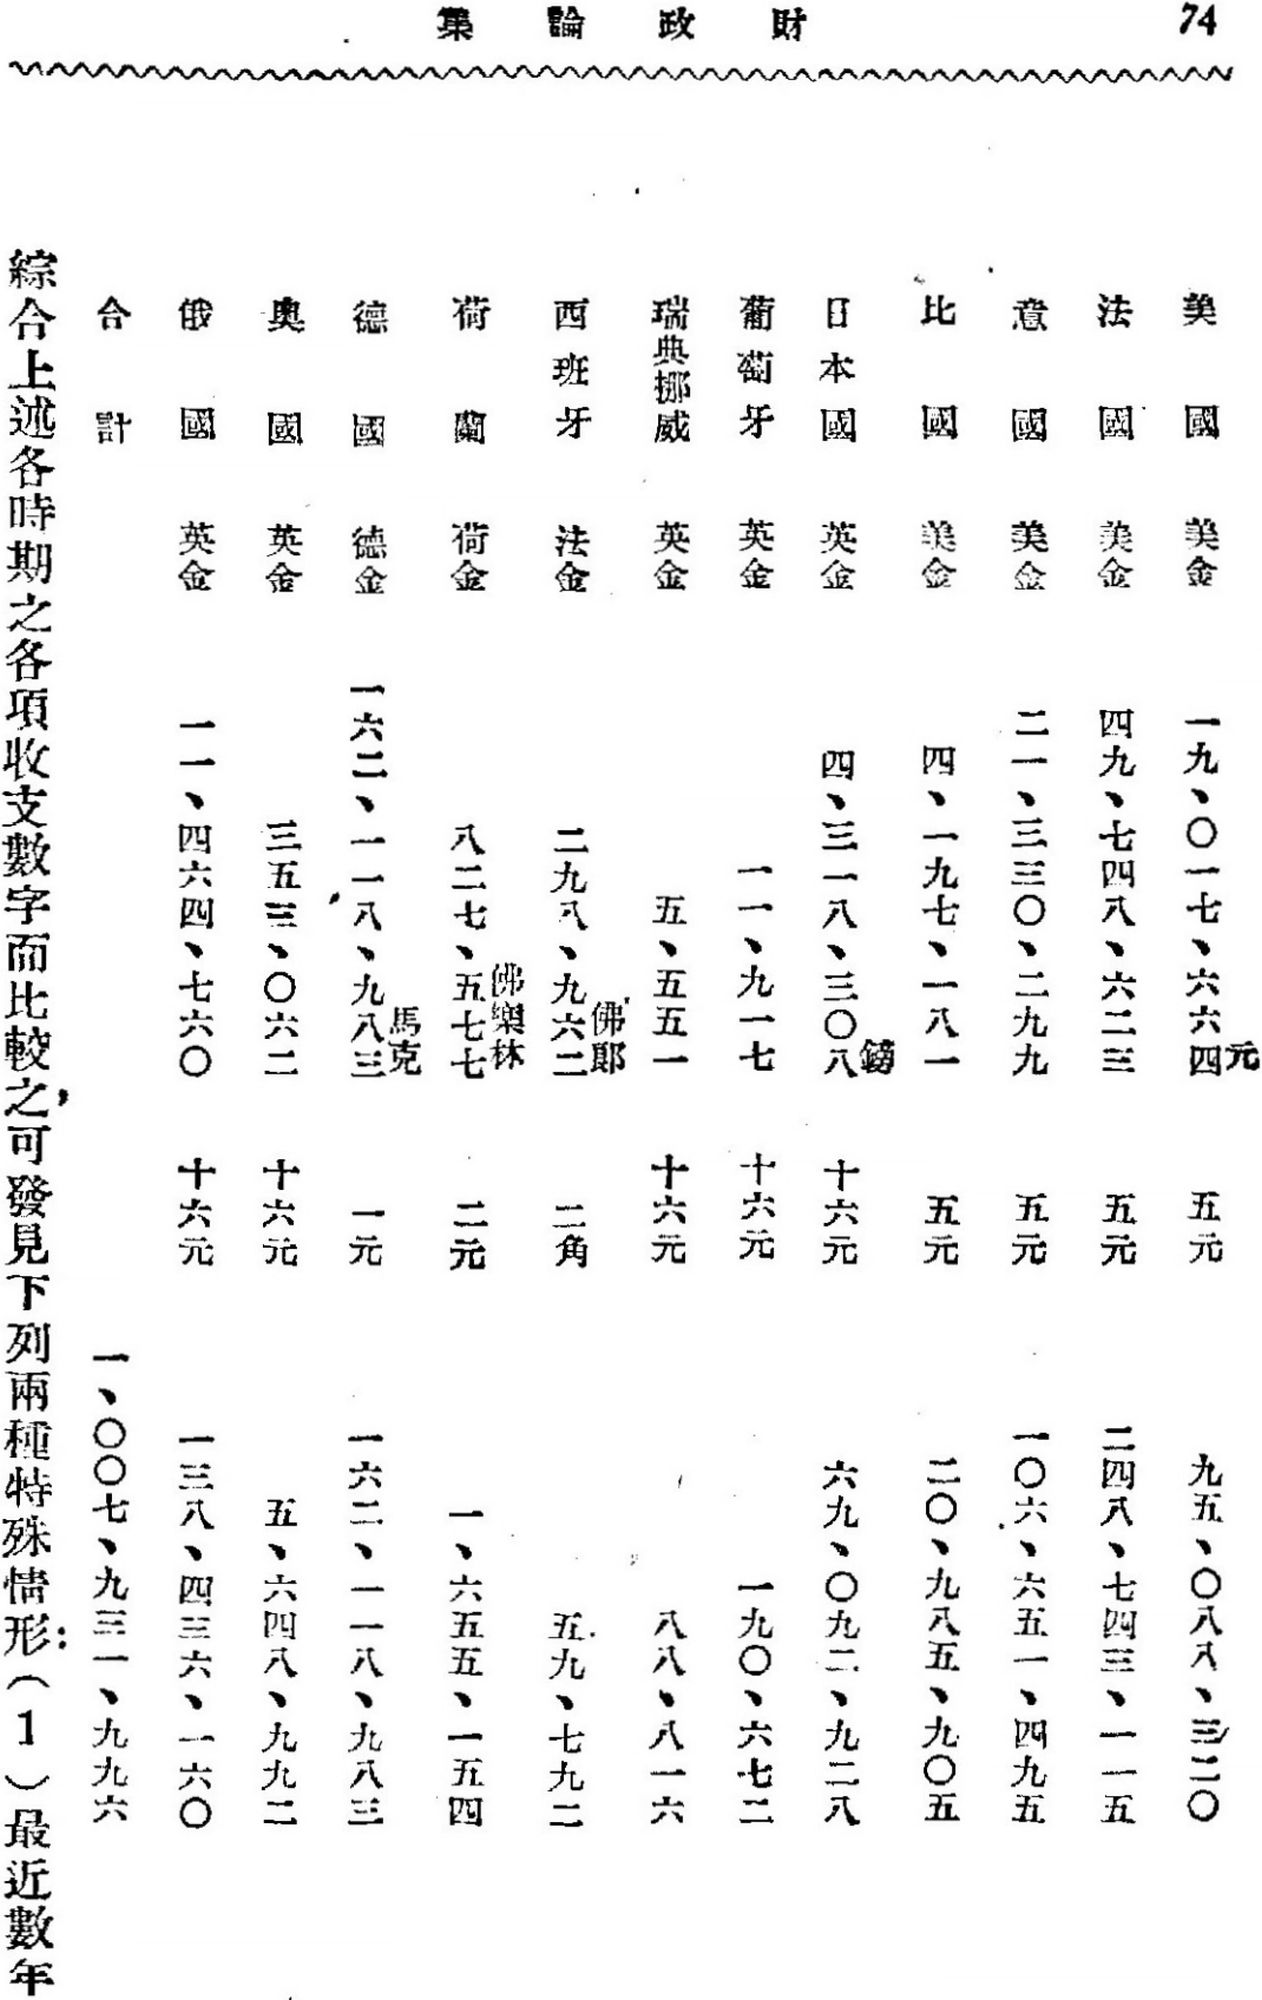 財政論集
74
美國 美金 一九、〇一七、六六四元 五元 九五、〇八八、三二〇
法國 美金 四九、七四八、六二三 五元 二四八、七四三、一一五
意國 美金 二一、三三〇、二九九 五元 一〇六、六五一、四九五
比國 美金 四、一九七、一八一 五元 二〇、九八五、九〇五
日本國 英金 四、三一八、三〇八鎊 十六元 六九、〇九二、九二八
葡萄牙 英金 一一、九一七 十六元 一九〇、六七二
瑞典挪威 英金 五、五五一 十六元 八八、八一六
西班牙 法金 二九八、九六二佛郎 二角 五九、七九二
荷蘭 荷金 八二七、五七七佛樂林 二元 一、六五五、一五四
德國 德金 一六二、一一八、九八三馬克 一元 一六二、一一八、九八三
奧國 英金 三五三、〇六二 十六元 五、六四八、九九二
俄國 英金 一一、四六四、七六〇 十六元 一三八、四三六、一六〇
合計 一、〇〇七、九三一、九九六
綜合上述各時期之各項收支數字而比較之，可發見下列兩種特殊情形：（1）最近數年